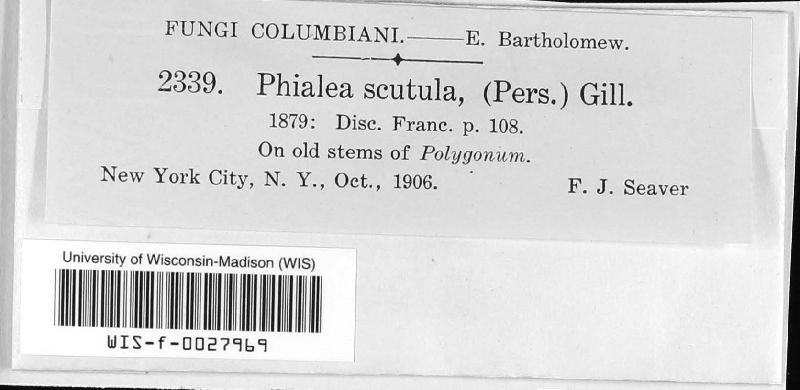 FUNGI COLUMBIANI.——E. Bartholomew.
2339. Phialea scutula, (Pers.) Gill.
1879: Disc. Franc. p. 108.
On old stems of Polygonum.
New York City, N. Y., Oct., 1906. F. J. Seaver
University of Wisconsin-Madison (WIS)
WIS-f-0027969